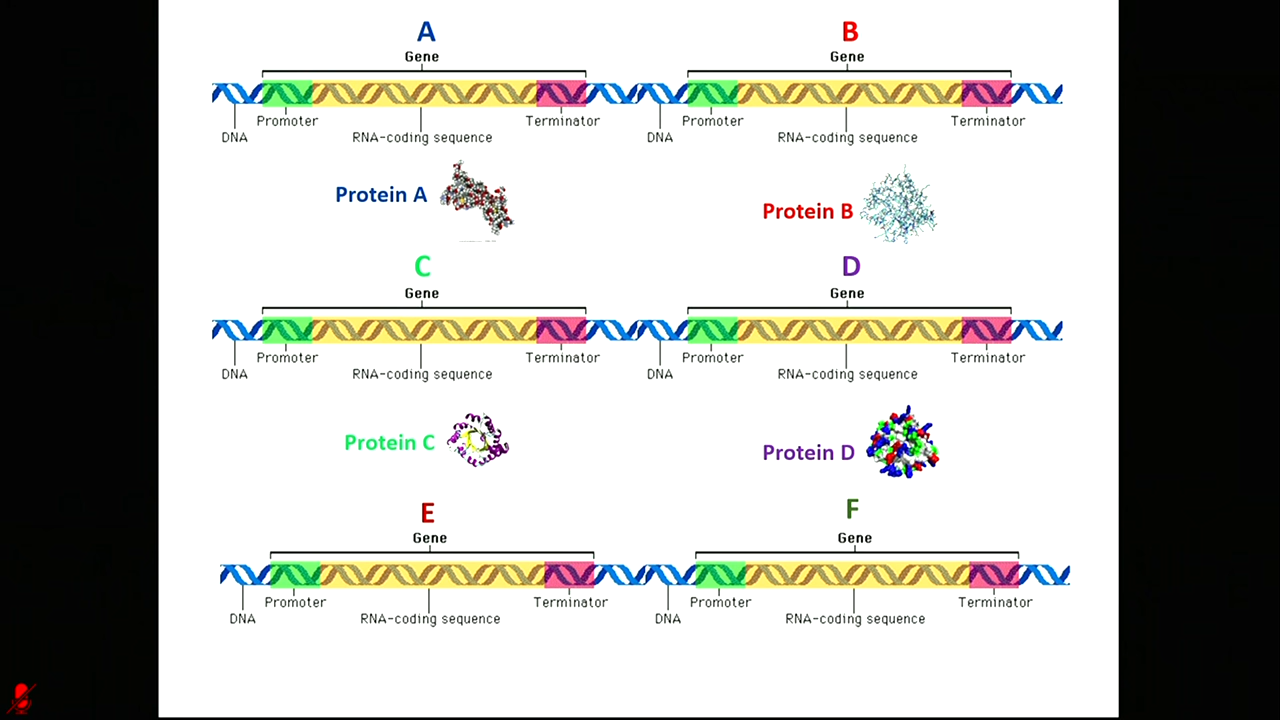 A B
Gene Gene
Promoter Terminator Promoter Terminator
DNA RNA-coding sequence DNA RNA-coding sequence
Protein A
Protein B
C D
Gene Gene
Promoter Terminator Promoter Terminator
DNA RNA-coding sequence DNA RNA-coding sequence
Protein C
Protein D
E F
Gene Gene
Promoter Terminator Promoter Terminator
DNA RNA-coding sequence DNA RNA-coding sequence